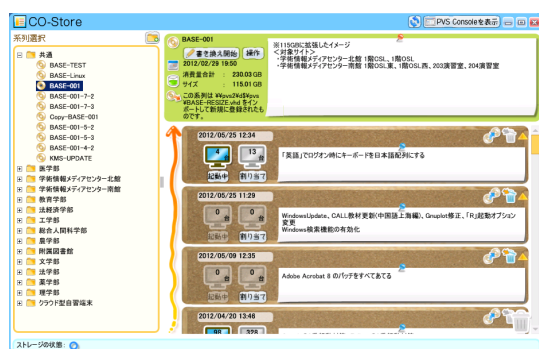 CO-Store
PVS Consoleを表示
系列選択
共通
BASE-TEST
BASE-Linux
BASE-001
BASE-001-7-2
BASE-001-7-3
Copy-BASE-001
BASE-001-5-2
BASE-001-5-3
BASE-001-4-2
KMS-UPDATE
医学部
学術情報メディアセンター北館
学術情報メディアセンター南館
教育学部
法経済学部
工学部
総合人間科学部
農学部
附属図書館
文学部
法学部
薬学部
理学部
クラウド型自習端末
BASE-001
書き換え開始 操作
2012/02/29 19:50
消費量合計 : 230.03 GB
サイズ : 115.01 GB
この系列は ¥¥pvs2¥d$¥pvs
¥BASE-RESIZE.vhd をイン
ポートして新規に登録されたも
のです。
※115GBに拡張したイメージ
<対象サイト>
・学術情報メディアセンター北館 1階CSL、1階OSL
・学術情報メディアセンター南館 1階OSL東、1階OSL西、203演習室、204演習室
2012/05/25 12:34
4 台 13 台
起動中 割り当て
「英語」でログオン時にキーボードを日本語配列にする
2012/05/25 11:29
0 台 0 台
起動中 割り当て
WindowsUpdate、CALL教材更新(中国語上海編)、Gnuplot修正、「R」起動オプション
変更
Windows検索機能の有効化
2012/05/09 12:35
0 台 0 台
起動中 割り当て
Adobe Acrobat 8 のパッチをすべてあてる
2012/04/20 13:46
98 328
ストレージの状態: